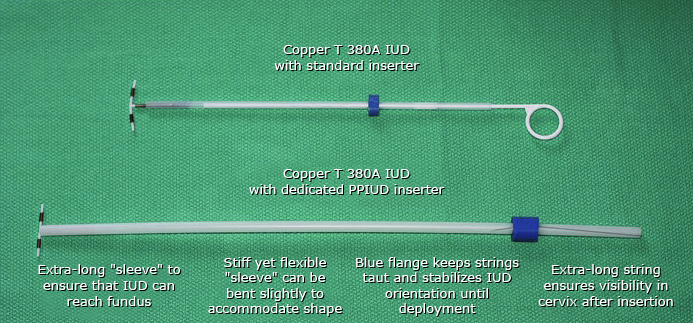 Copper T 380A IUD
with standard inserter
Copper T 380A IUD
with dedicated PPIUD inserter
Extra-long "sleeve" to
ensure that IUD can
reach fundus
Stiff yet flexible
"sleeve" can be
bent slightly to
accommodate shape
Blue flange keeps strings
taut and stabilizes IUD
orientation until
deployment
Extra-long string
ensures visibility in
cervix after insertion